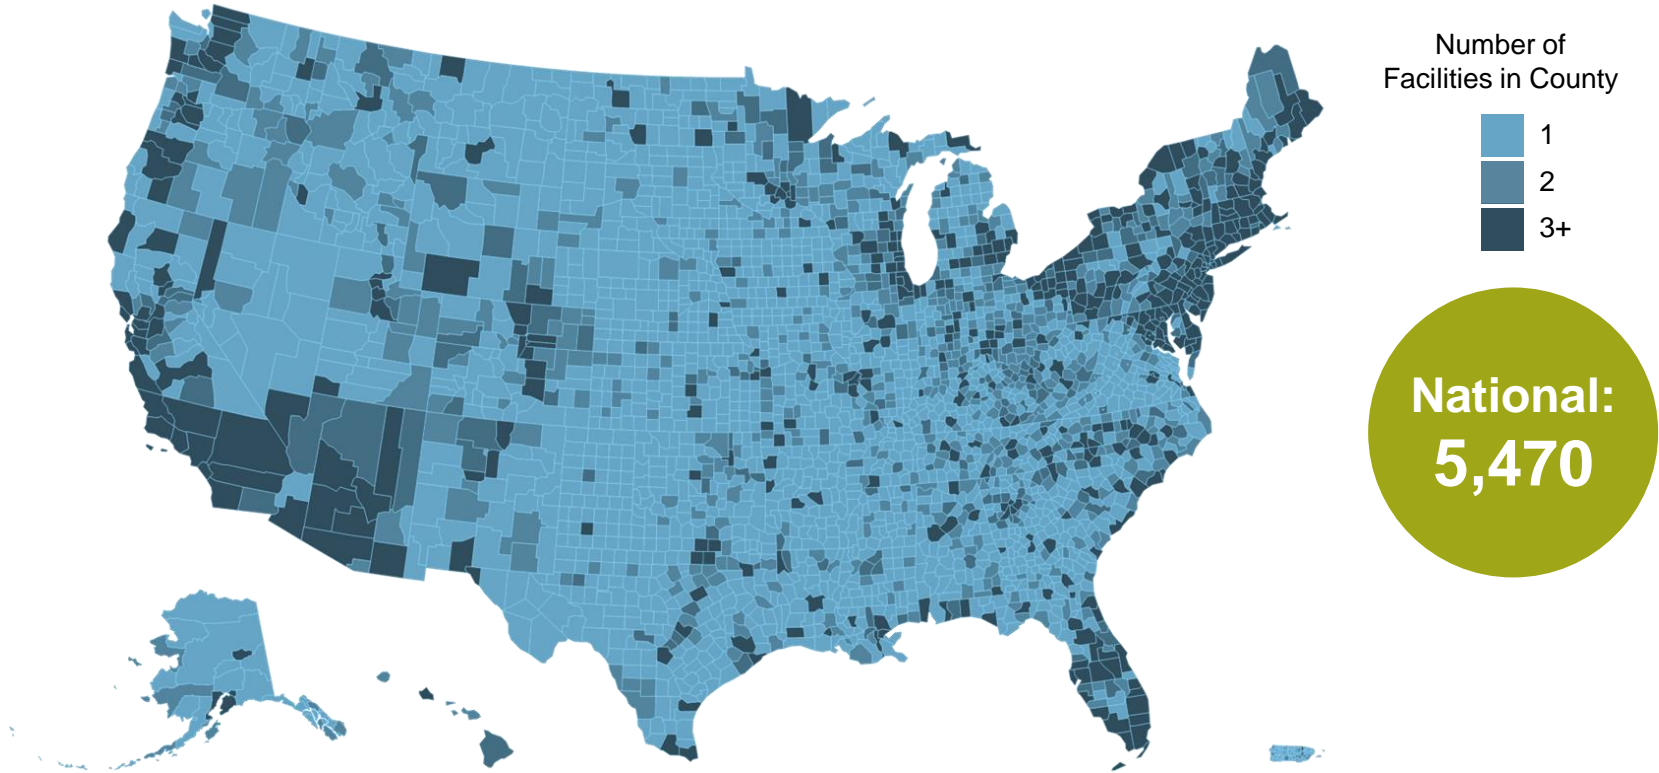 Number of
Facilities in County
1
2
3+
National:
5,470